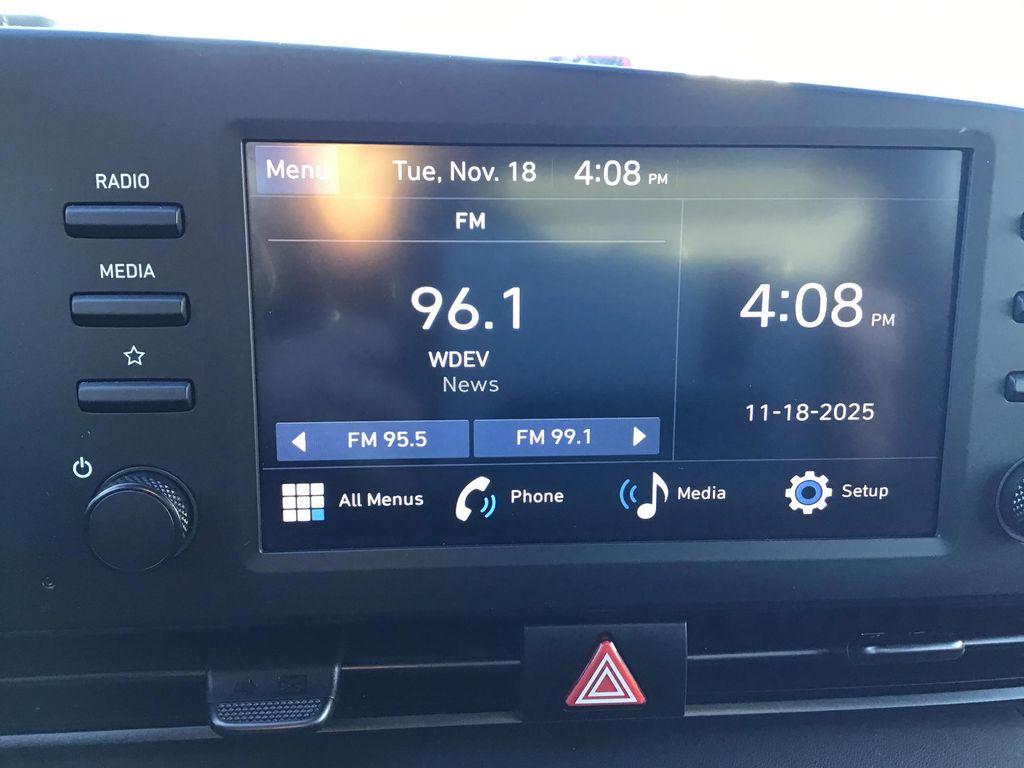 RADIO
MEDIA
Menu Tue, Nov. 18 4:08 PM
FM
96.1
WDEV
News
FM 95.5 FM 99.1
4:08 PM
11-18-2025
All Menus Phone Media Setup